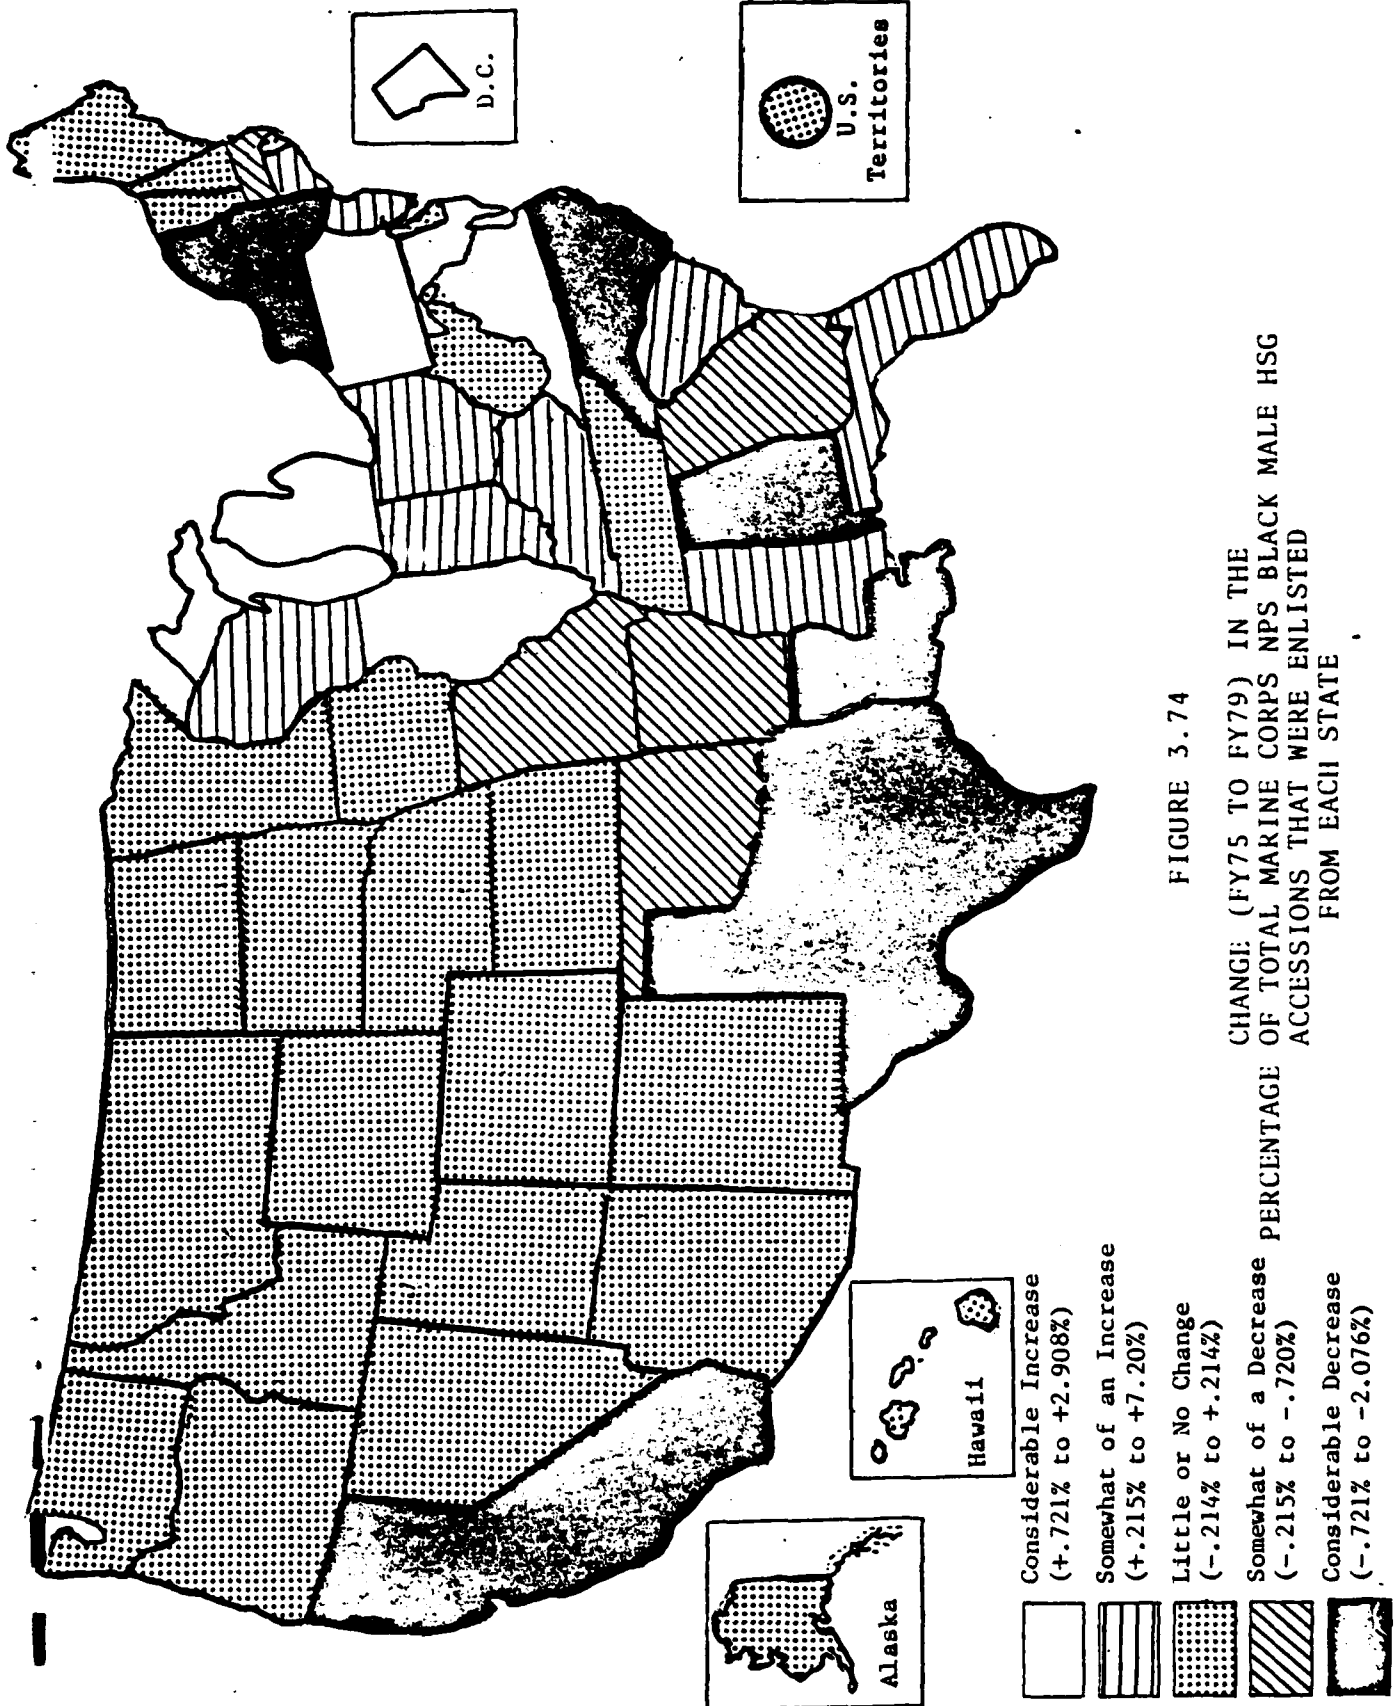 D.C.
U.S.
Territories
Alaska
Hawaii
Considerable Increase
(+.721% to +2.908%)
Somewhat of an Increase
(+.215% to +7.20%)
Little or No Change
(-.214% to +.214%)
Somewhat of a Decrease
(-.215% to -.720%)
Considerable Decrease
(-.721% to -2.076%)
FIGURE 3.74
CHANGE (FY75 TO FY79) IN THE
PERCENTAGE OF TOTAL MARINE CORPS NPS BLACK MALE HSG
ACCESSIONS THAT WERE ENLISTED
FROM EACH STATE